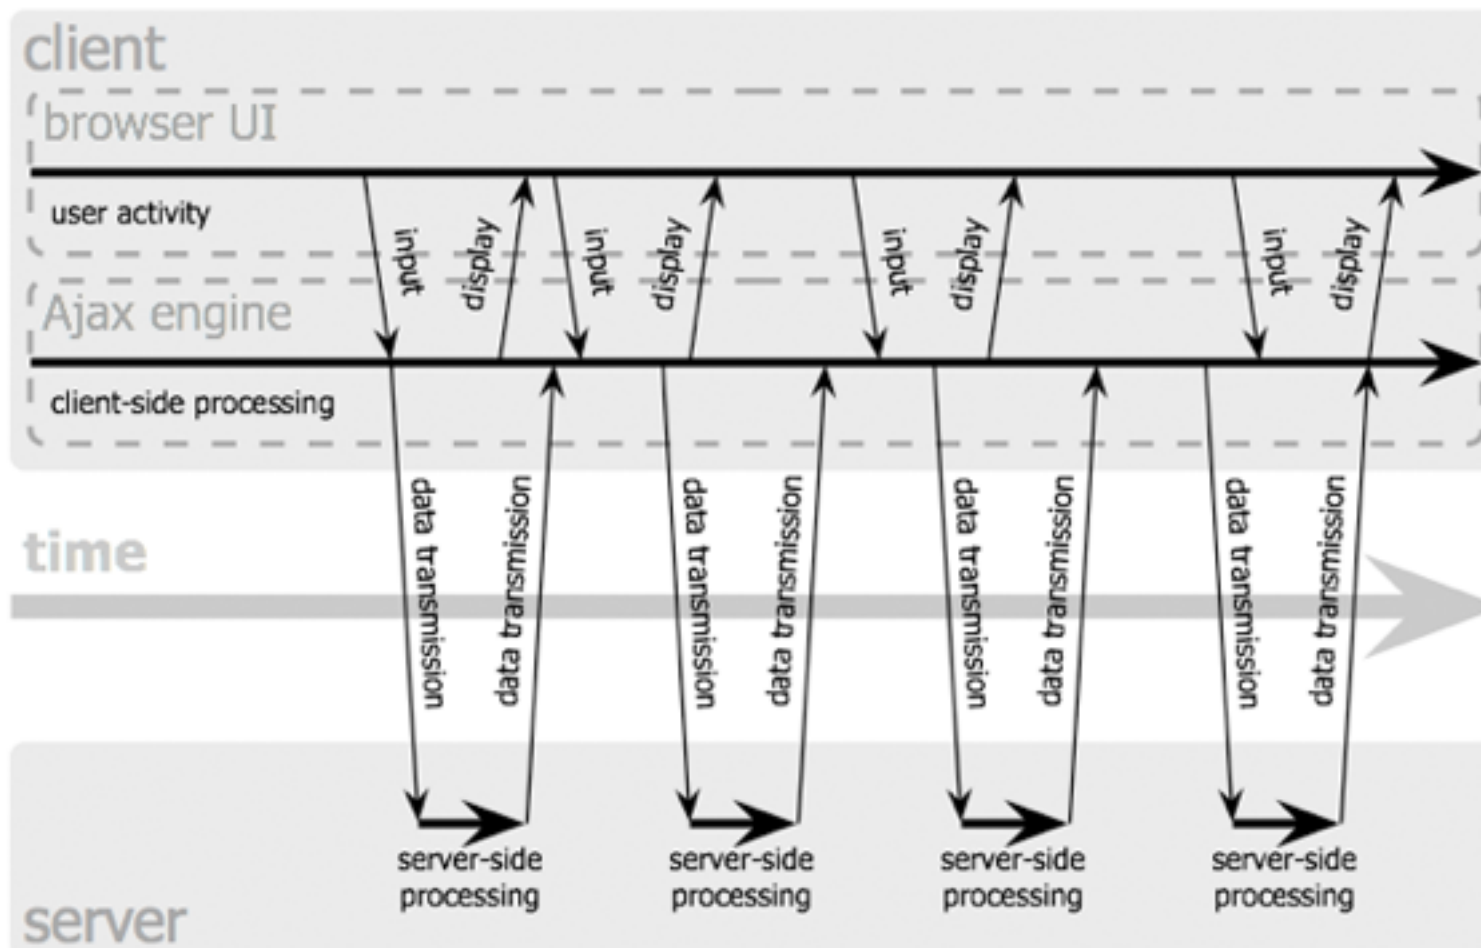 client
browser UI
user activity
input
display
input
display
input
display
input
display
Ajax engine
client-side processing
data transmission
data transmission
data transmission
data transmission
data transmission
data transmission
data transmission
data transmission
time
server-side
processing
server-side
processing
server-side
processing
server-side
processing
server